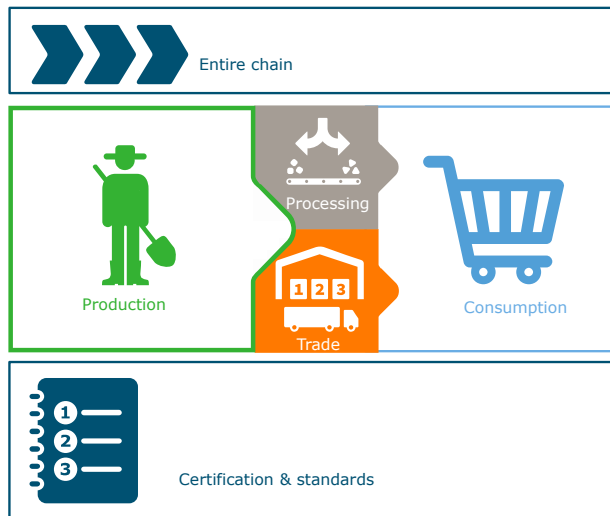 Entire chain
Processing
1 2 3
Production
Trade
Consumption
1
2
3
Certification & standards